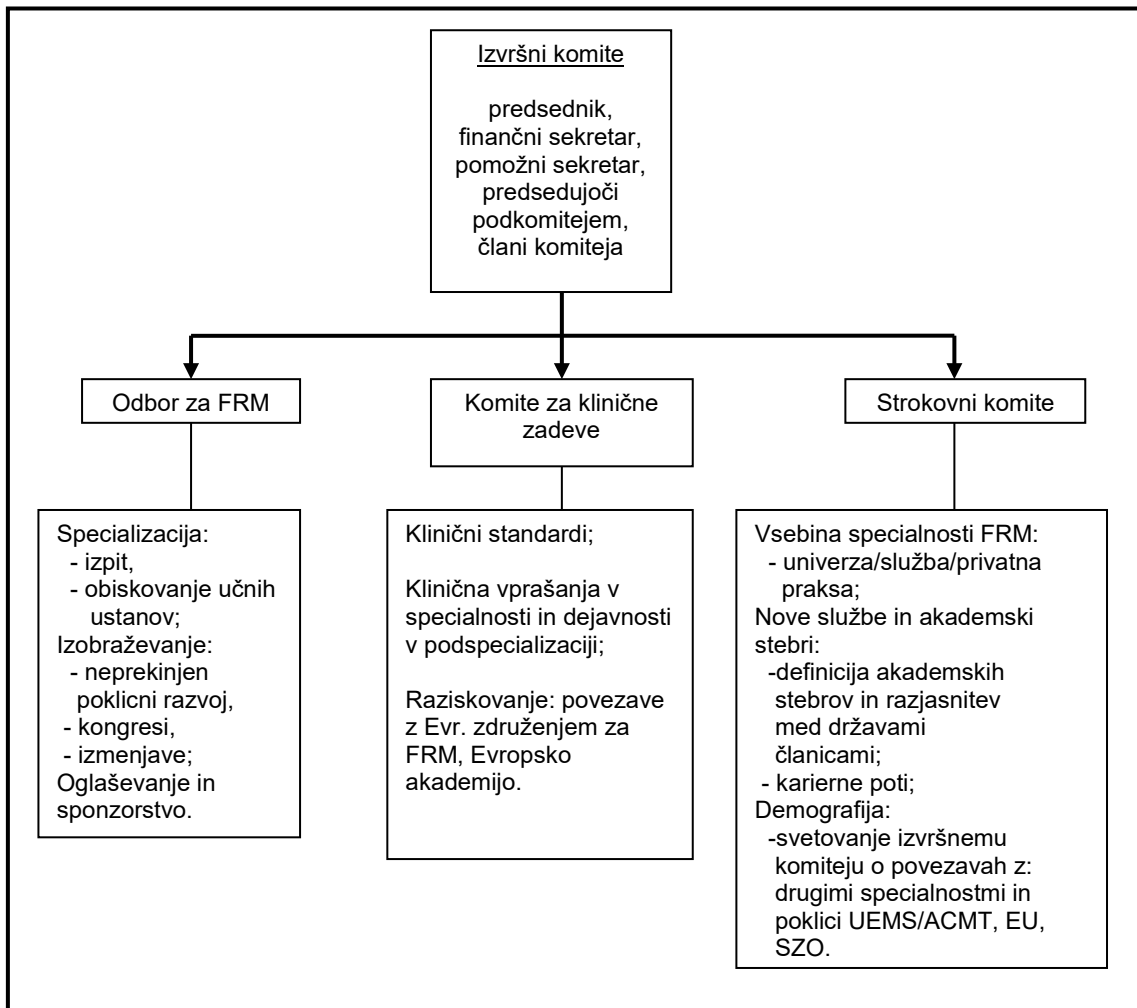 Izvršni komite
predsednik,
finančni sekretar,
pomožni sekretar,
predsedujoči
podkomitejem,
člani komiteja
Odbor za FRM
Komite za klinične
zadeve
Strokovni komite
Specializacija:
- izpit,
- obiskovanje učnih
ustanov;
Izobraževanje:
- neprekinjen
poklicni razvoj,
- kongresi,
- izmenjave;
Oglaševanje in
sponzorstvo.
Klinični standardi;
Klinična vprašanja v
specialnosti in dejavnosti
v podspecializaciji;
Raziskovanje: povezave
z Evr. združenjem za
FRM, Evropsko
akademijo.
Vsebina specialnosti FRM:
- univerza/služba/privatna
praksa;
Nove službe in akademski
stebri:
-definicija akademskih
stebrov in razjasnitev
med državami
članicami;
- karierne poti;
Demografija:
-svetovanje izvršnemu
komiteju o povezavah z:
drugimi specialnostmi in
poklici UEMS/ACMT, EU,
SZO.